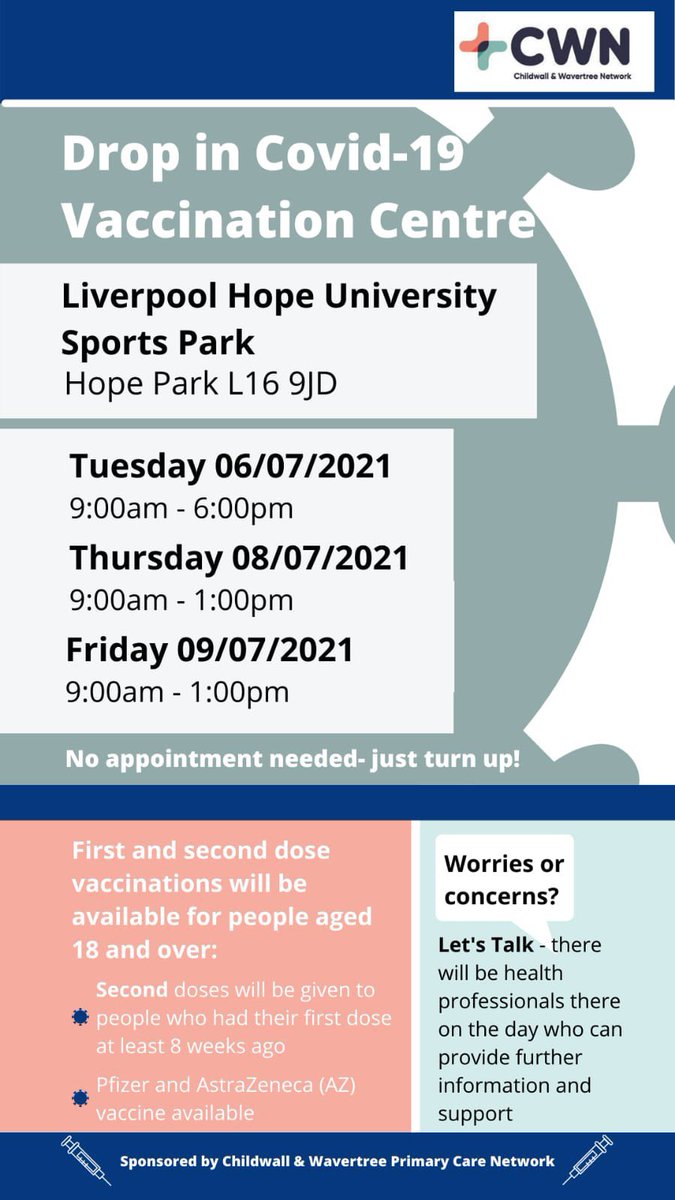 CWN
Childwall & Wavertree Network
Drop in Covid-19
Vaccination Centre
Liverpool Hope University
Sports Park
Hope Park L16 9JD
Tuesday 06/07/2021
9:00am - 6:00pm
Thursday 08/07/2021
9:00am - 1:00pm
Friday 09/07/2021
9:00am - 1:00pm
No appointment needed- just turn up!
First and second dose
vaccinations will be
available for people aged
18 and over:
Second doses will be given to
people who had their first dose
at least 8 weeks ago
Pfizer and AstraZeneca (AZ)
vaccine available
Worries or
concerns?
Let's Talk - there
will be health
professionals there
on the day who can
provide further
information and
support
Sponsored by Childwall & Wavertree Primary Care Network